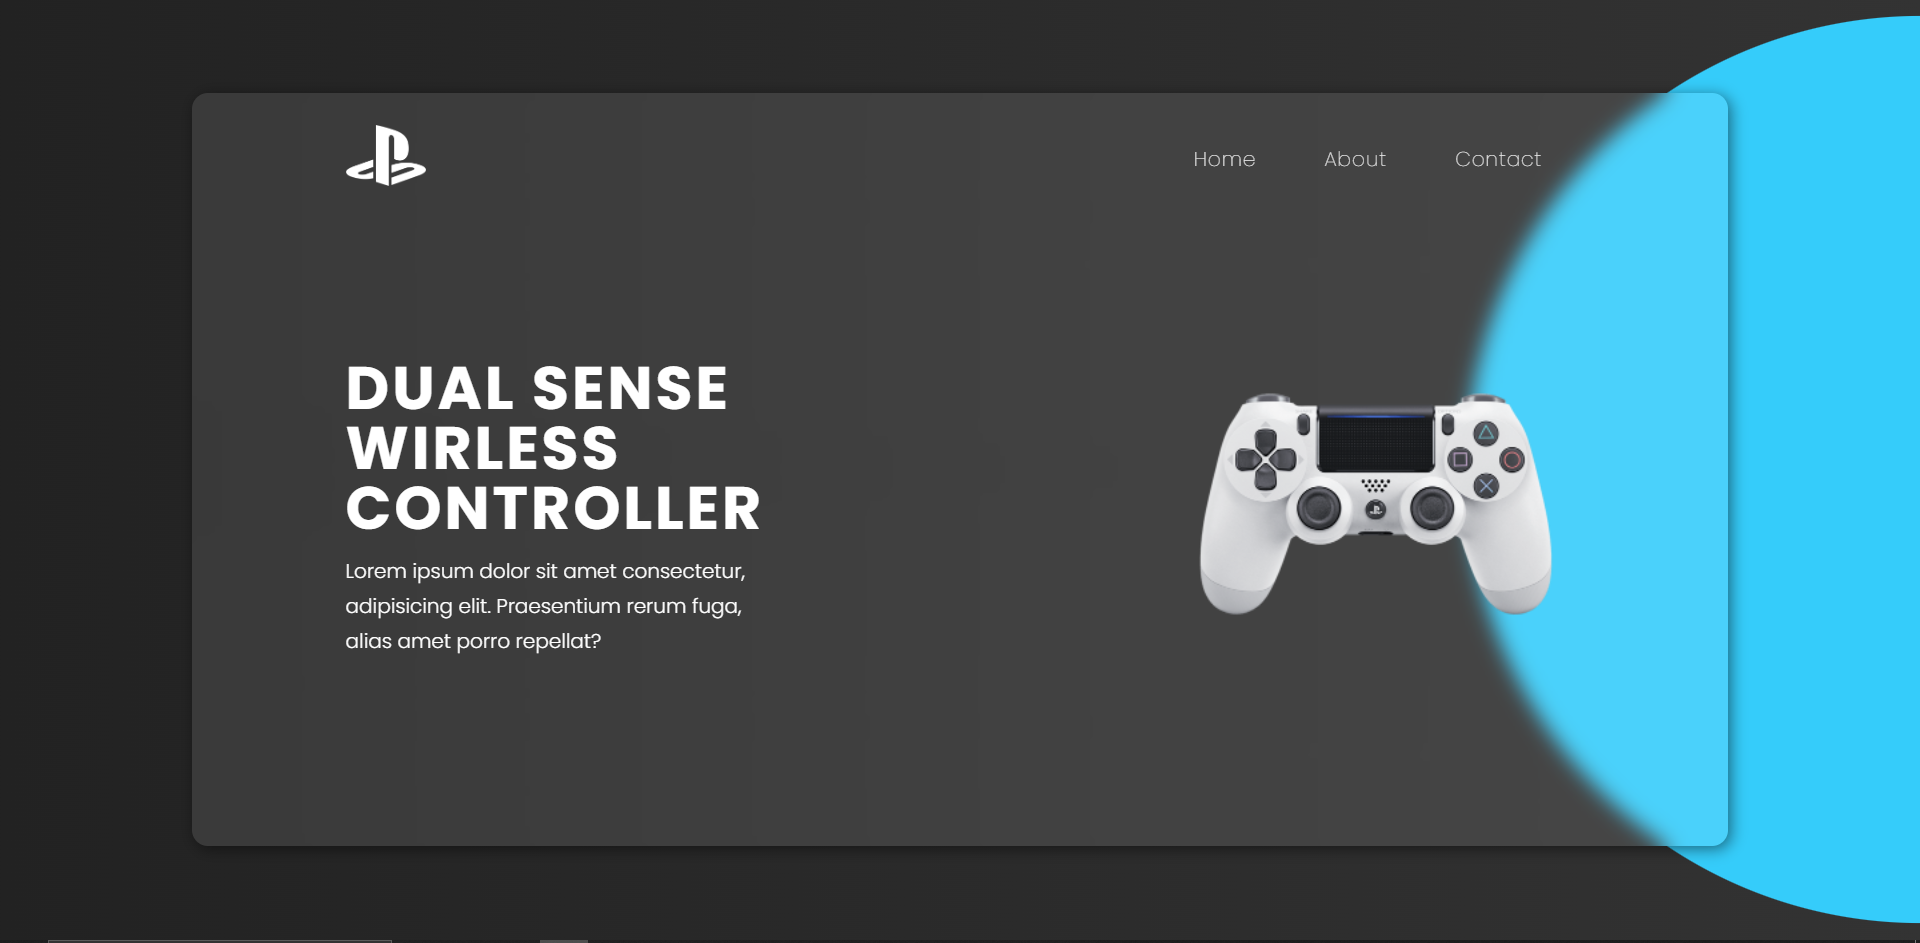 Home About Contact
DUAL SENSE
WIRLESS
CONTROLLER
Lorem ipsum dolor sit amet consectetur,
adipisicing elit. Praesentium rerum fuga,
alias amet porro repellat?